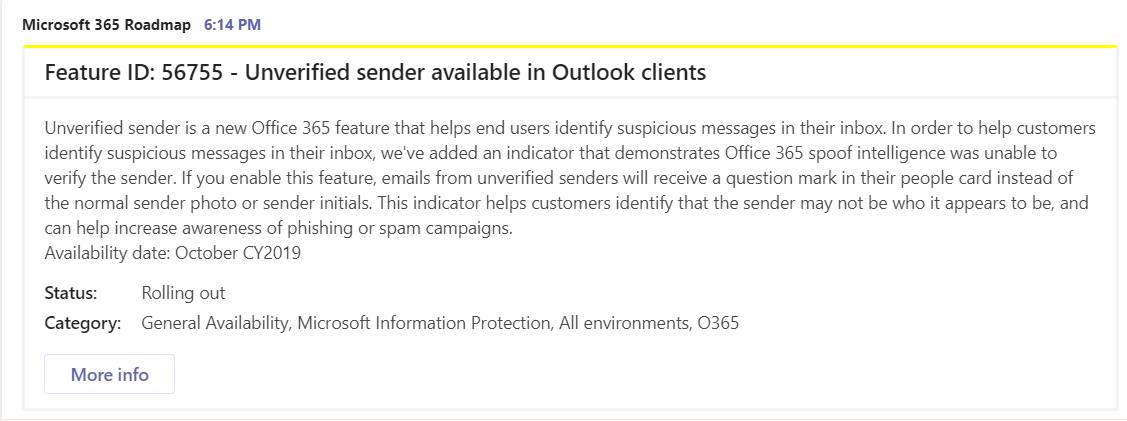 Microsoft 365 Roadmap 6:14 PM
Feature ID: 56755 - Unverified sender available in Outlook clients
Unverified sender is a new Office 365 feature that helps end users identify suspicious messages in their inbox. In order to help customers
identify suspicious messages in their inbox, we've added an indicator that demonstrates Office 365 spoof intelligence was unable to
verify the sender. If you enable this feature, emails from unverified senders will receive a question mark in their people card instead of
the normal sender photo or sender initials. This indicator helps customers identify that the sender may not be who it appears to be, and
can help increase awareness of phishing or spam campaigns.
Availability date: October CY2019
Status: Rolling out
Category: General Availability, Microsoft Information Protection, All environments, O365
More info